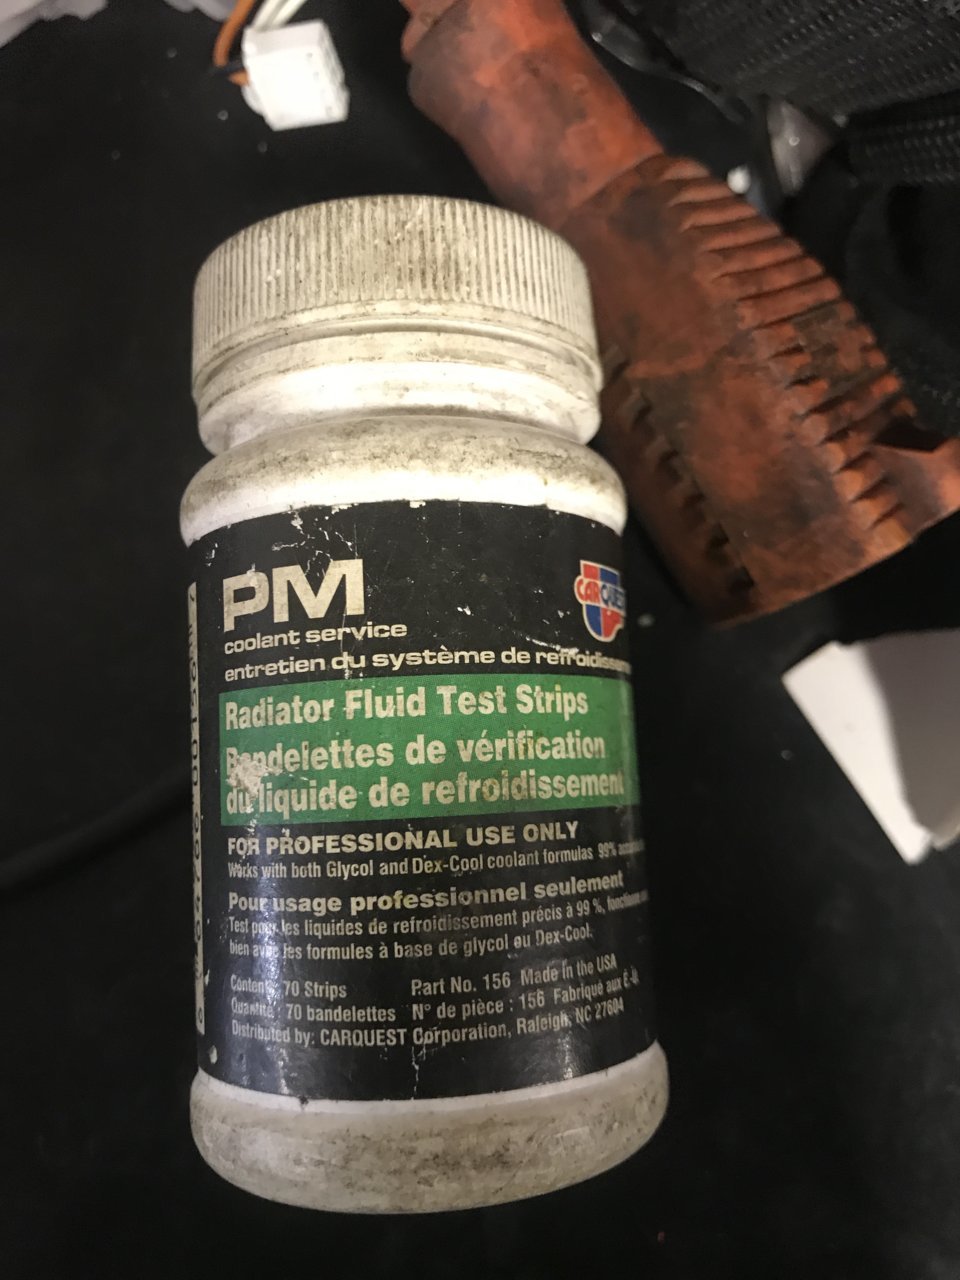 PM
CARQUEST
coolant service
entretien du système de refroidissement
Radiator Fluid Test Strips
Bandelettes de vérification
du liquide de refroidissement
FOR PROFESSIONAL USE ONLY
Works with both Glycol and Dex-Cool coolant formulas 99%
Pour usage professionnel seulement
Test pour les liquides de refroidissement précis à 99 %,
bien avec les formules à base de glycol ou Dex-Cool.
Content: 70 Strips Part No. 156 Made in the USA
Quantité: 70 bandelettes N° de pièce : 156 Fabriqué aux É.-U.
Distributed by: CARQUEST Corporation, Raleigh, NC 27604